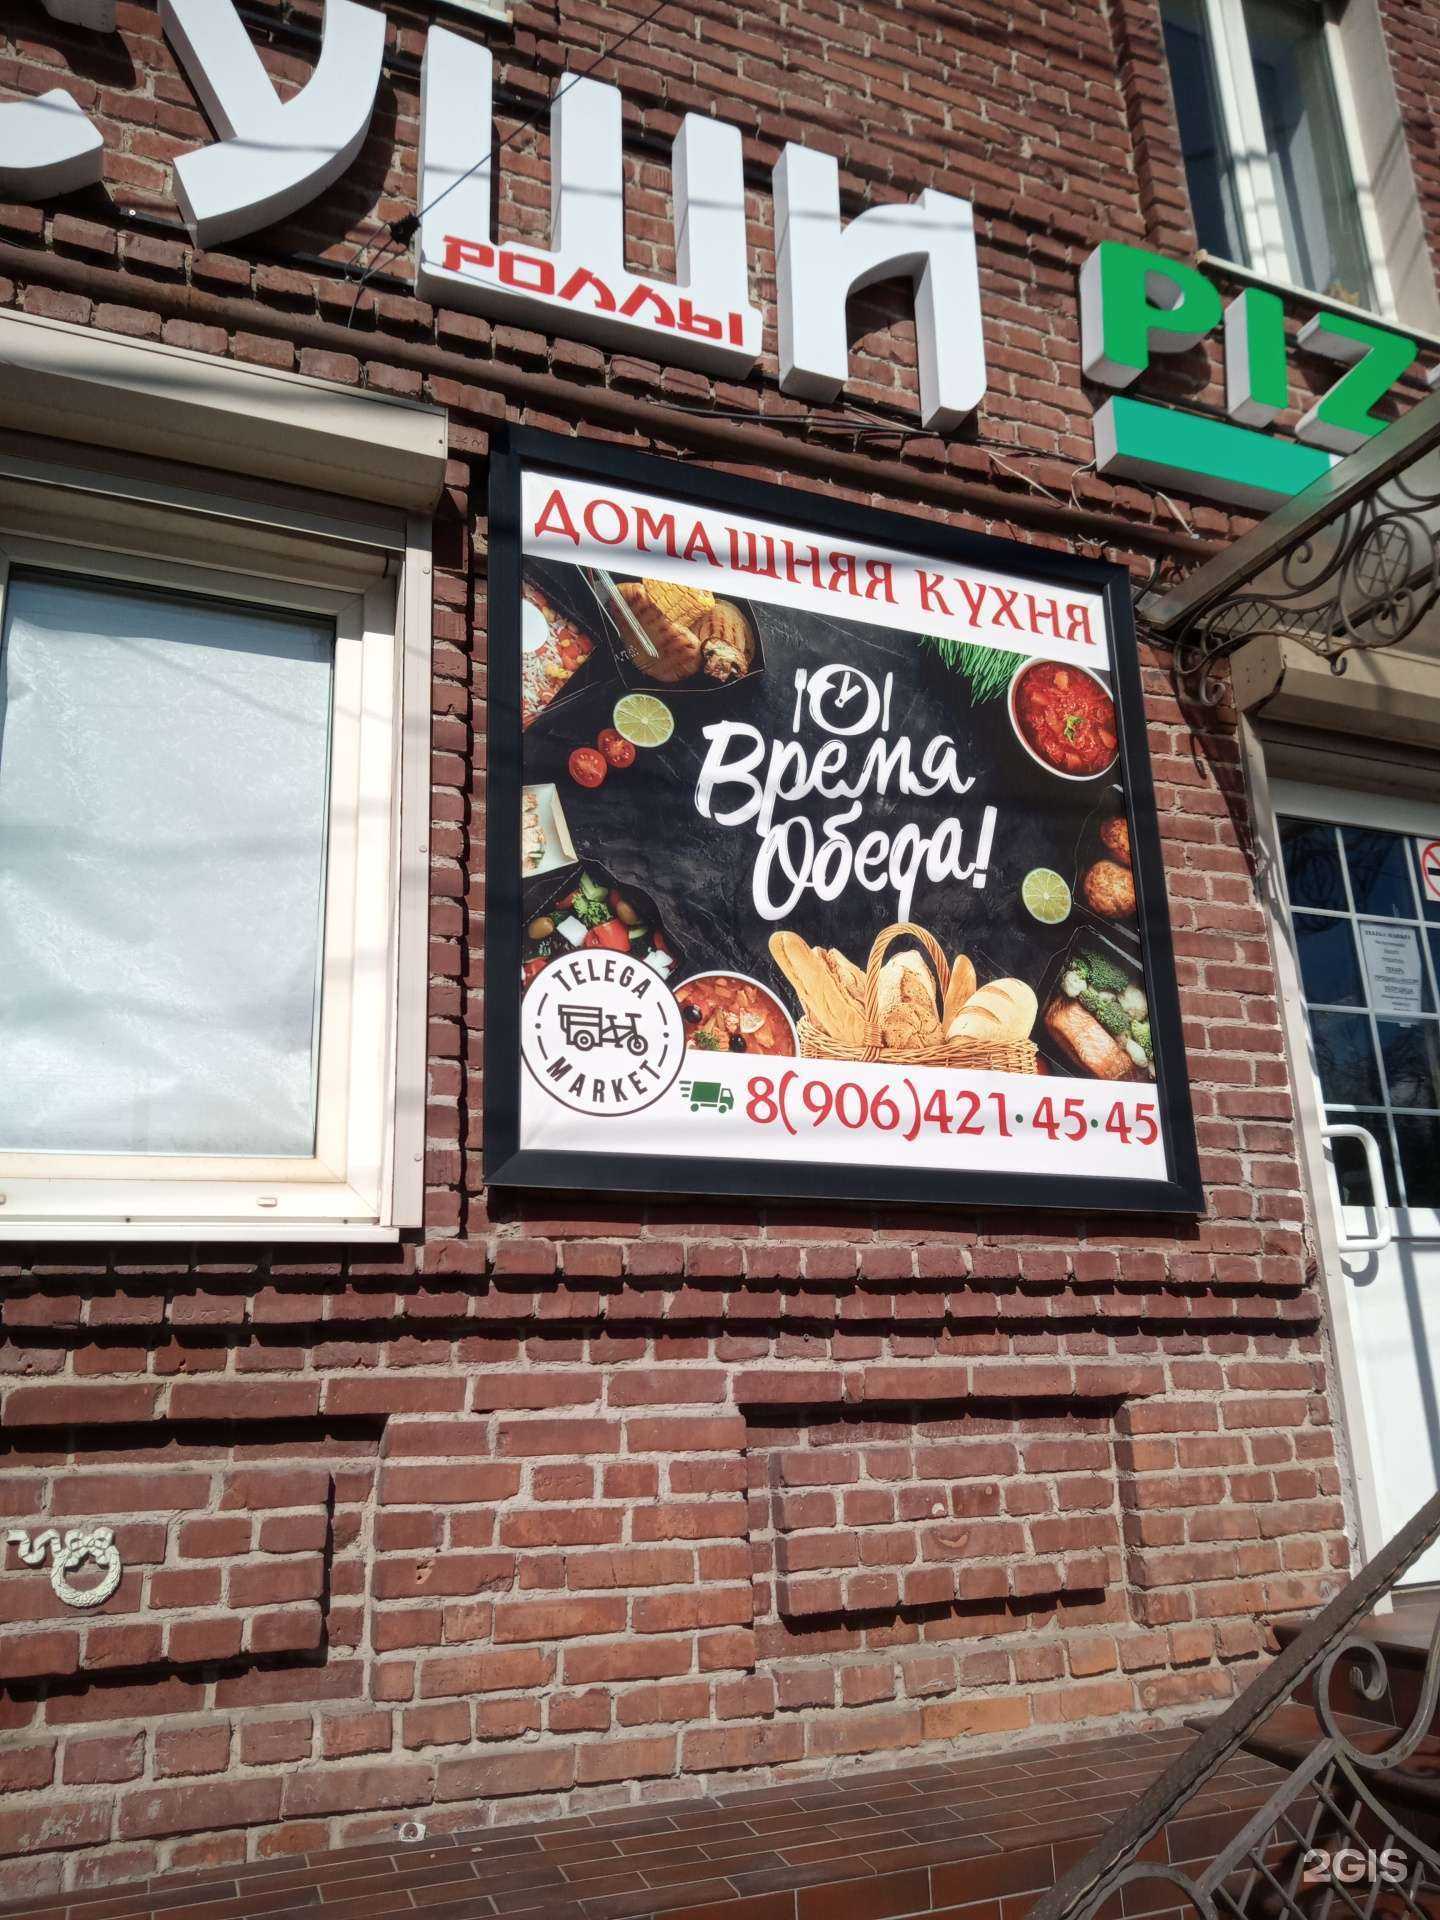 СУШИ
РОЛЛЫ
PIZ
ДОМАШНЯЯ КУХНЯ
Время
Обеда!
TELEGA
MARKET
8(906)421·45·45
2GIS